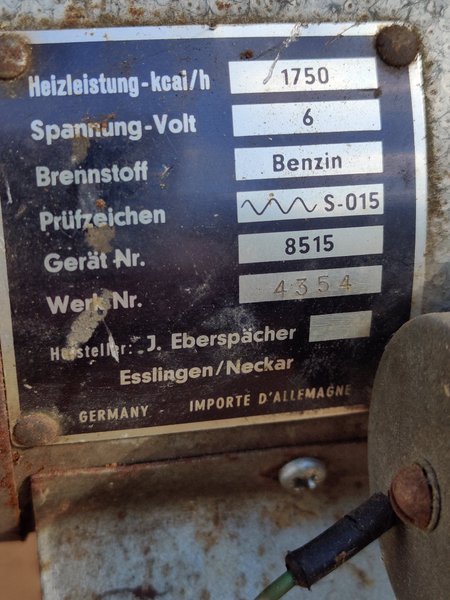 Heizleistung-kcal/h 1750
Spannung-Volt 6
Brennstoff Benzin
Prüfzeichen S-015
Gerät Nr. 8515
Werk Nr. 4354
Hersteller: J. Eberspächer
Esslingen/Neckar
GERMANY IMPORTE D'ALLEMAGNE